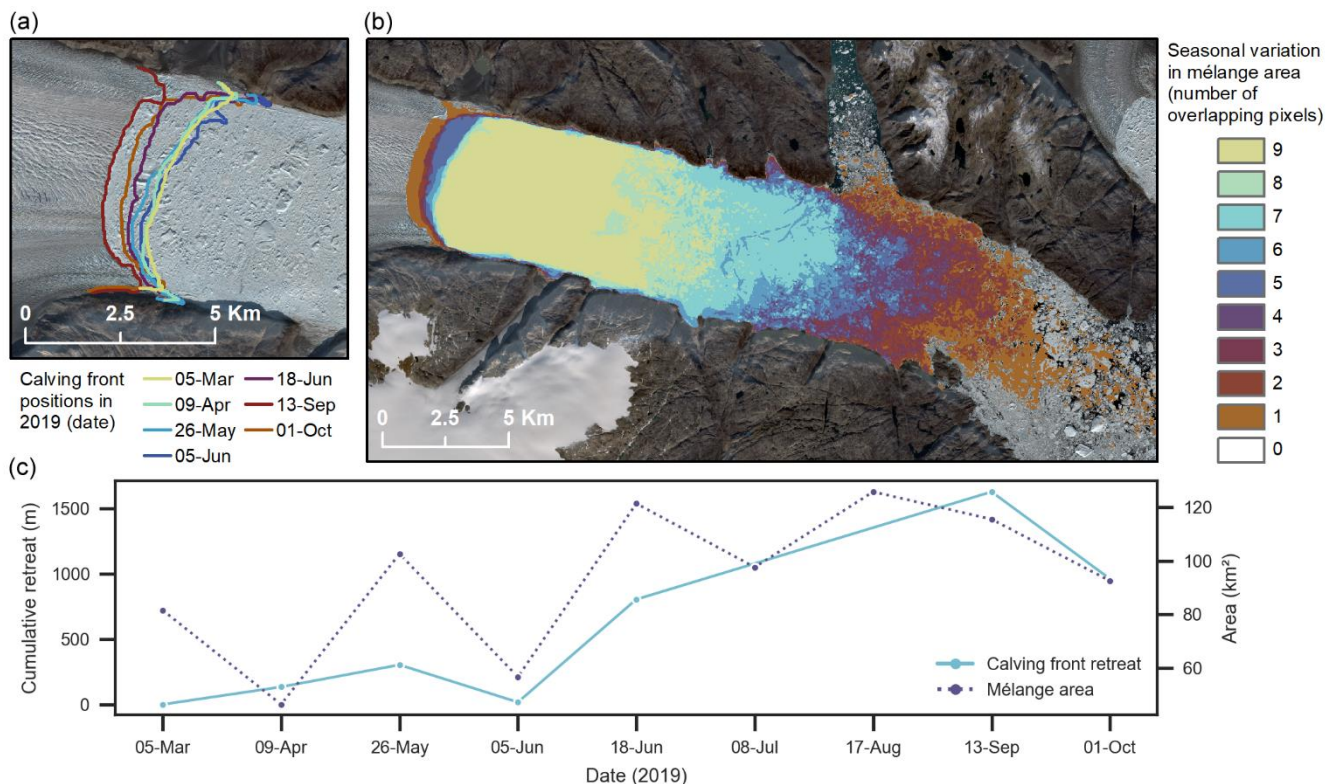 (a)
0 2.5 5 Km
Calving front
positions in
2019 (date)
05-Mar
09-Apr
26-May
05-Jun
18-Jun
13-Sep
01-Oct
(b)
0 2.5 5 Km
Seasonal variation
in mélange area
(number of
overlapping pixels)
9
8
7
6
5
4
3
2
1
0
(c)
Cumulative retreat (m)
1500
1000
500
0
Area (km²)
120
100
80
60
Calving front retreat
Mélange area
05-Mar 09-Apr 26-May 05-Jun 18-Jun 08-Jul 17-Aug 13-Sep 01-Oct
Date (2019)